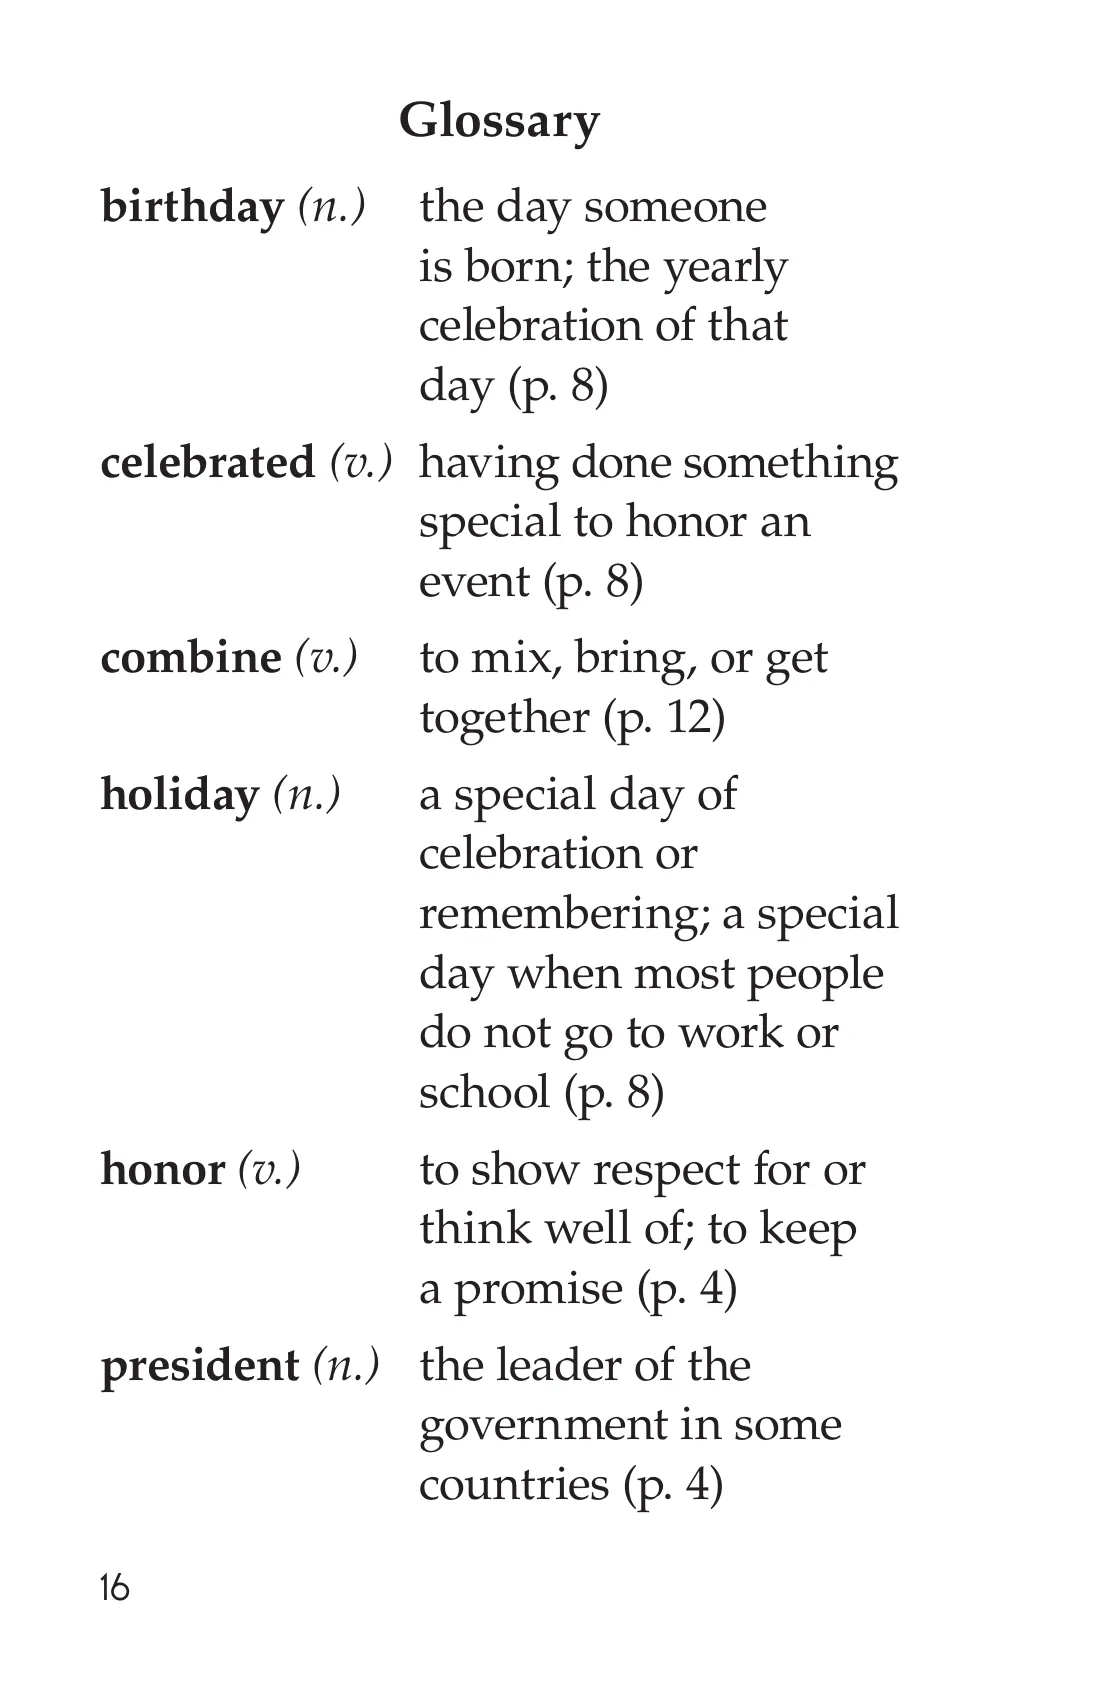 Glossary
birthday (n.) the day someone
is born; the yearly
celebration of that
day (p. 8)
celebrated (v.) having done something
special to honor an
event (p. 8)
combine (v.) to mix, bring, or get
together (p. 12)
holiday (n.) a special day of
celebration or
remembering; a special
day when most people
do not go to work or
school (p. 8)
honor (v.) to show respect for or
think well of; to keep
a promise (p. 4)
president (n.) the leader of the
government in some
countries (p. 4)
16